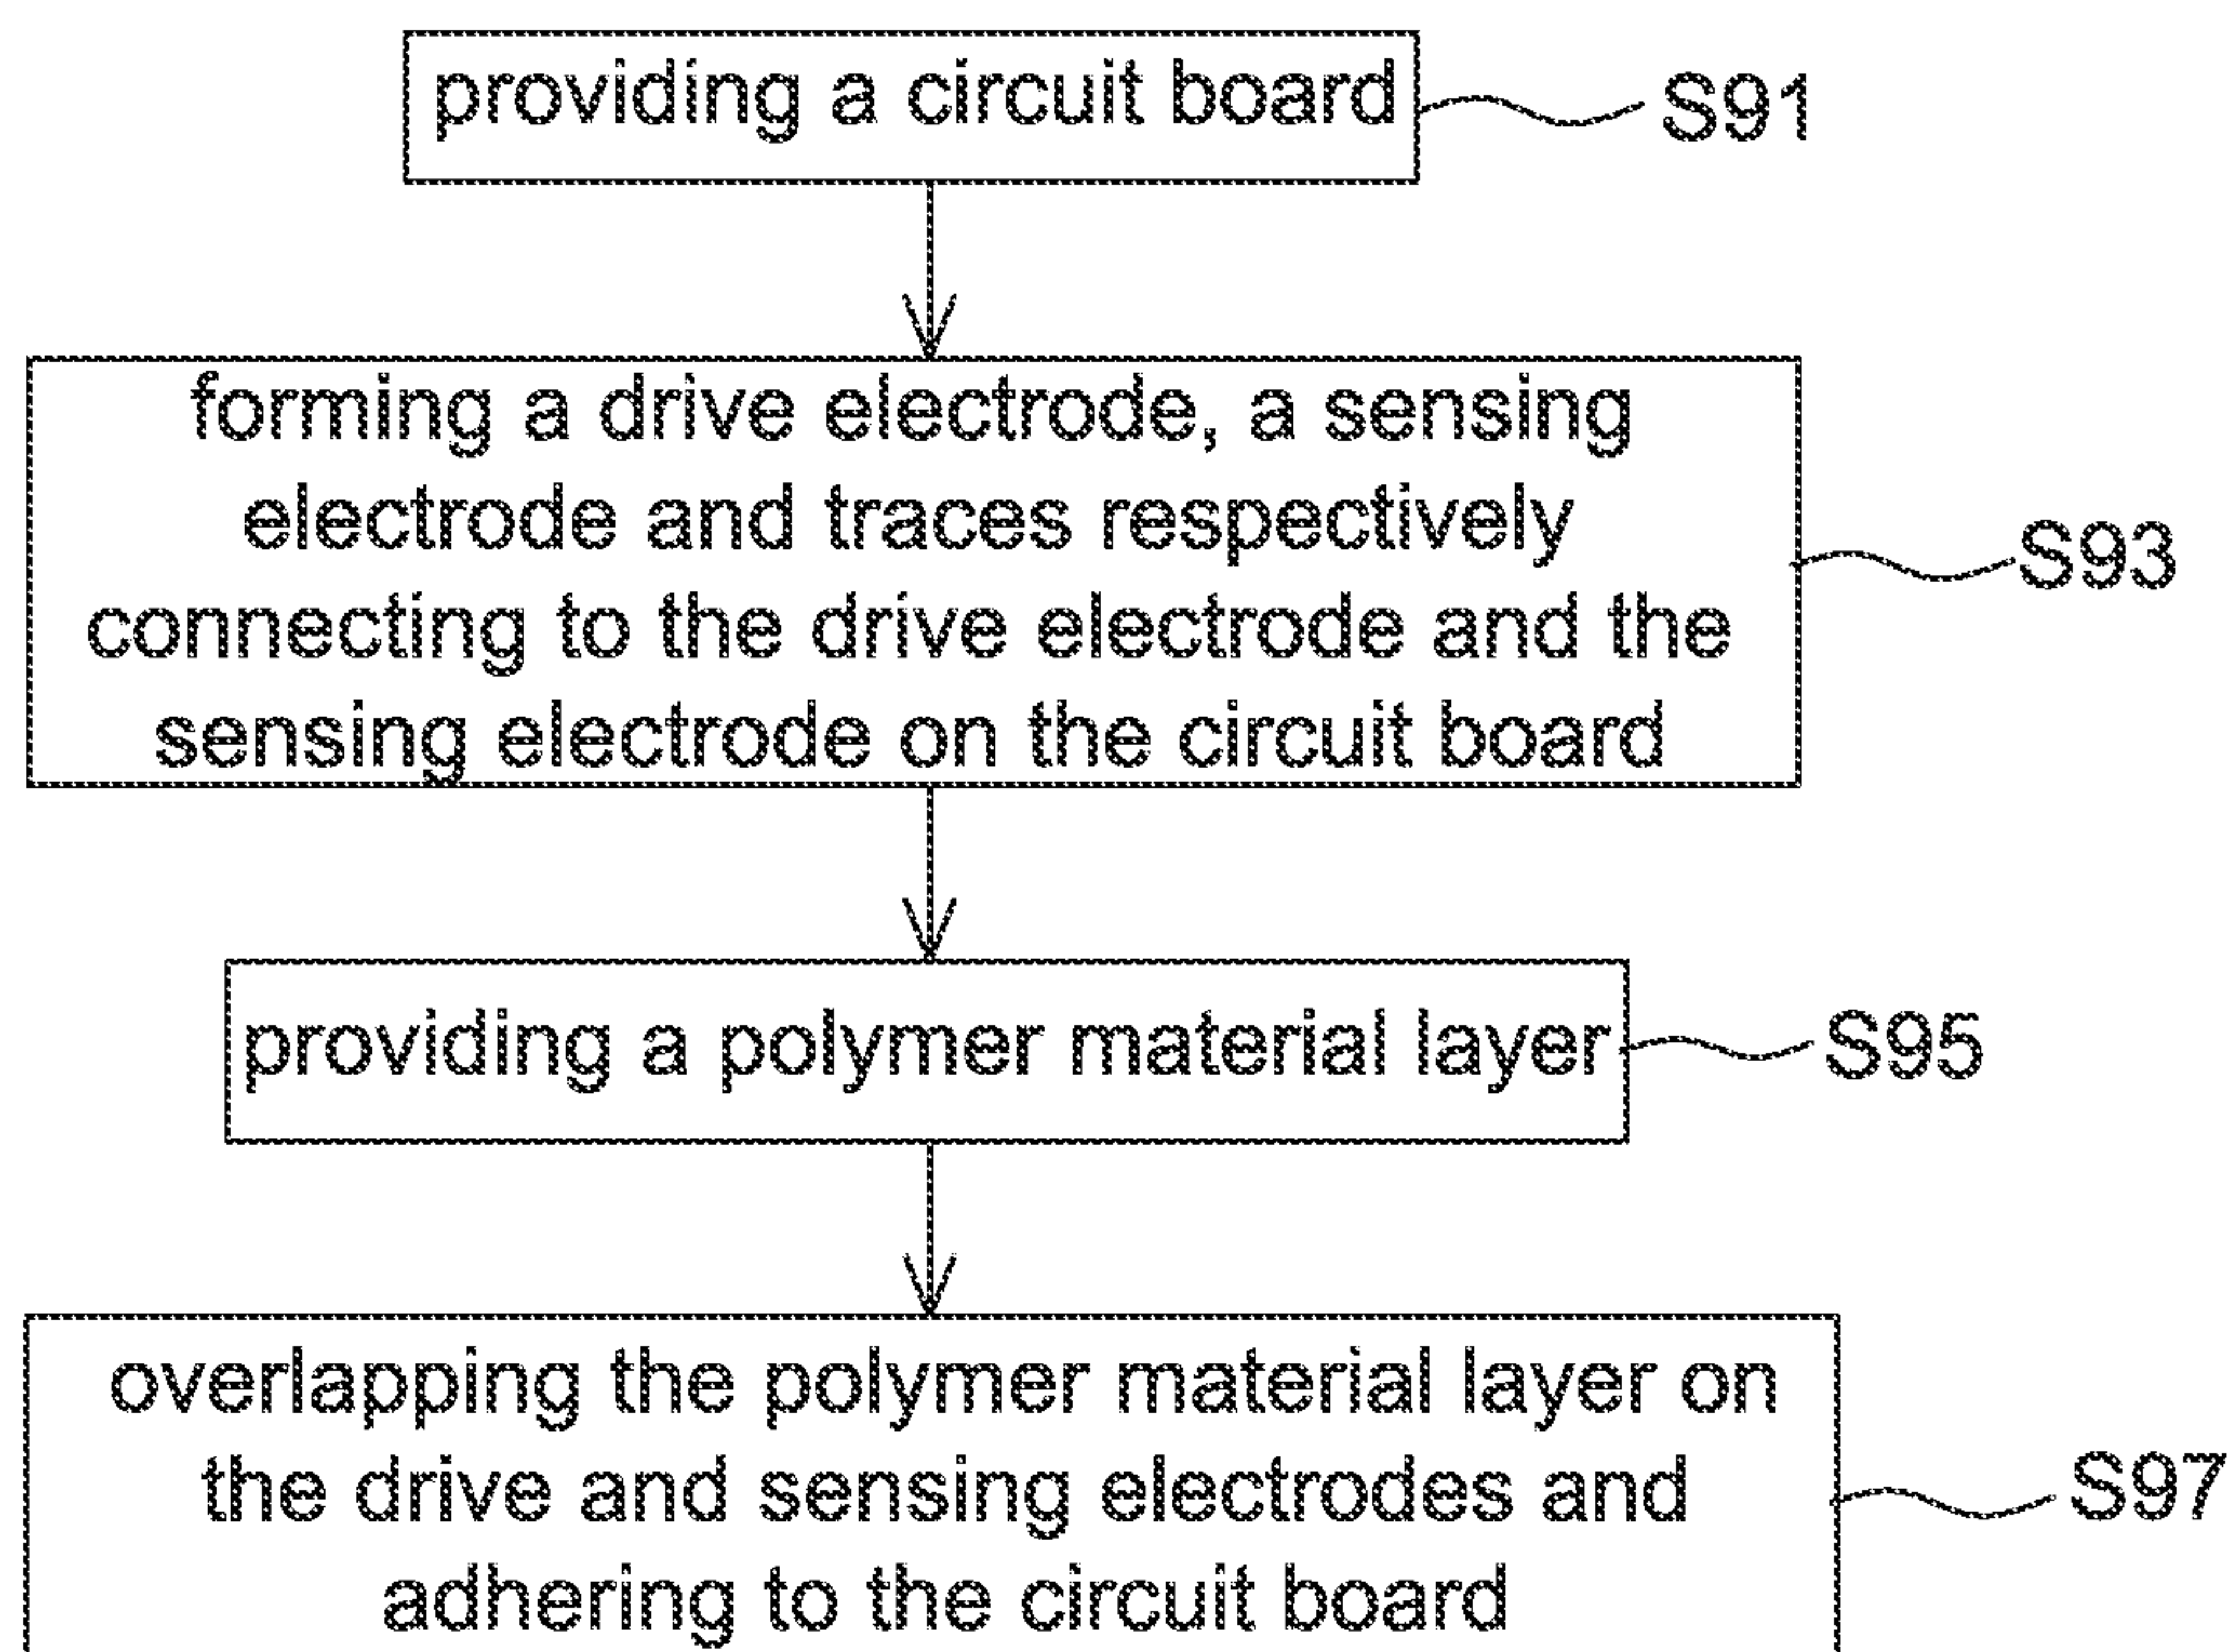 providing a circuit board
S91
forming a drive electrode, a sensing
electrode and traces respectively
connecting to the drive electrode and the
sensing electrode on the circuit board
S93
providing a polymer material layer
S95
overlapping the polymer material layer on
the drive and sensing electrodes and
adhering to the circuit board
S97